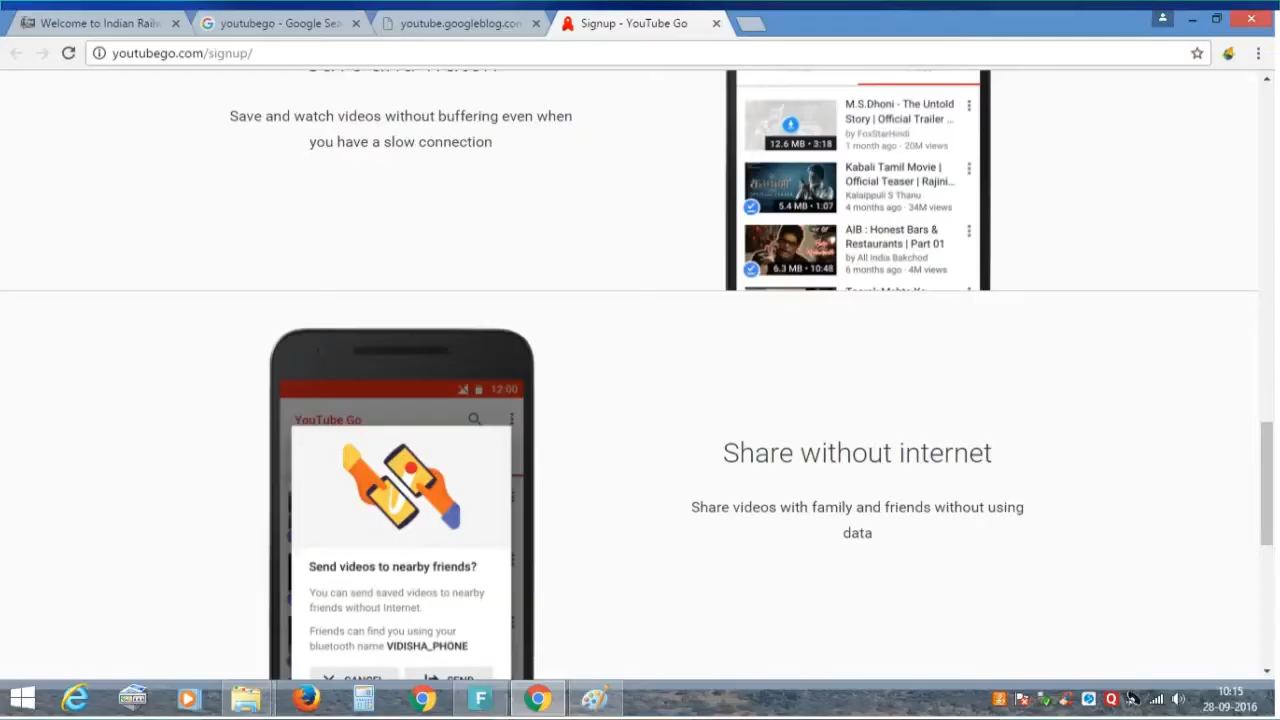 Welcome to Indian Railw
youtubego - Google Sea
youtube.googleblog.com
Signup - YouTube Go
youtubego.com/signup/
Save and watch videos without buffering even when
you have a slow connection
M.S.Dhoni - The Untold
Story | Official Trailer ...
by FoxStarHindi
1 month ago · 20M views
12.6 MB • 3:18
Kabali Tamil Movie |
Official Teaser | Rajini...
Kalaippuli S Thanu
4 months ago · 34M views
5.4 MB • 1:07
AIB : Honest Bars &
Restaurants | Part 01
by All India Bakchod
6 months ago · 4M views
6.3 MB • 10:48
12:00
YouTube Go
Share without internet
Share videos with family and friends without using
data
Send videos to nearby friends?
You can send saved videos to nearby
friends without Internet.
Friends can find you using your
bluetooth name VIDISHA_PHONE
CANCEL
SEND
10:15
28-09-2016